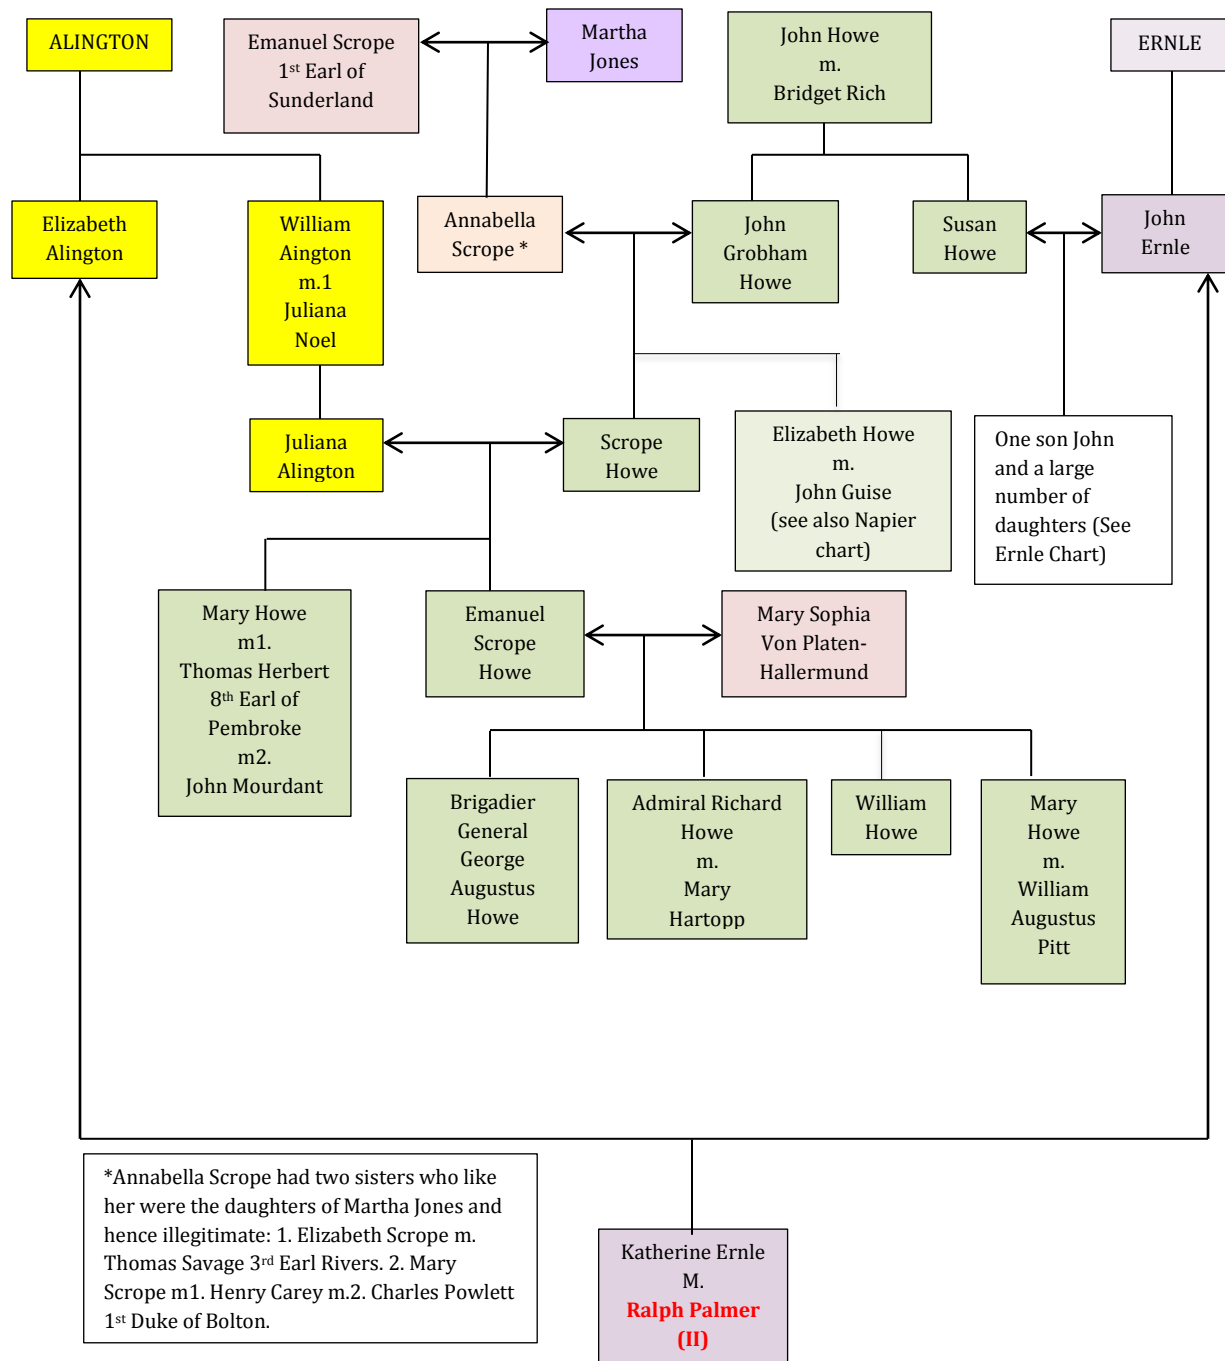 ALINGTON
Emanuel Scrope
1st Earl of
Sunderland
Martha
Jones
John Howe
m.
Bridget Rich
ERNLE
Elizabeth
Alington
William
Aington
m.1
Juliana
Noel
Annabella
Scrope *
John
Grobham
Howe
Susan
Howe
John
Ernle
Juliana
Alington
Scrope
Howe
Elizabeth Howe
m.
John Guise
(see also Napier
chart)
One son John
and a large
number of
daughters (See
Ernle Chart)
Mary Howe
m1.
Thomas Herbert
8th Earl of
Pembroke
m2.
John Mourdant
Emanuel
Scrope
Howe
Mary Sophia
Von Platen-
Hallermund
Brigadier
General
George
Augustus
Howe
Admiral Richard
Howe
m.
Mary
Hartopp
William
Howe
Mary
Howe
m.
William
Augustus
Pitt
*Annabella Scrope had two sisters who like
her were the daughters of Martha Jones and
hence illegitimate: 1. Elizabeth Scrope m.
Thomas Savage 3rd Earl Rivers. 2. Mary
Scrope m1. Henry Carey m.2. Charles Powlett
1st Duke of Bolton.
Katherine Ernle
M.
Ralph Palmer
(II)